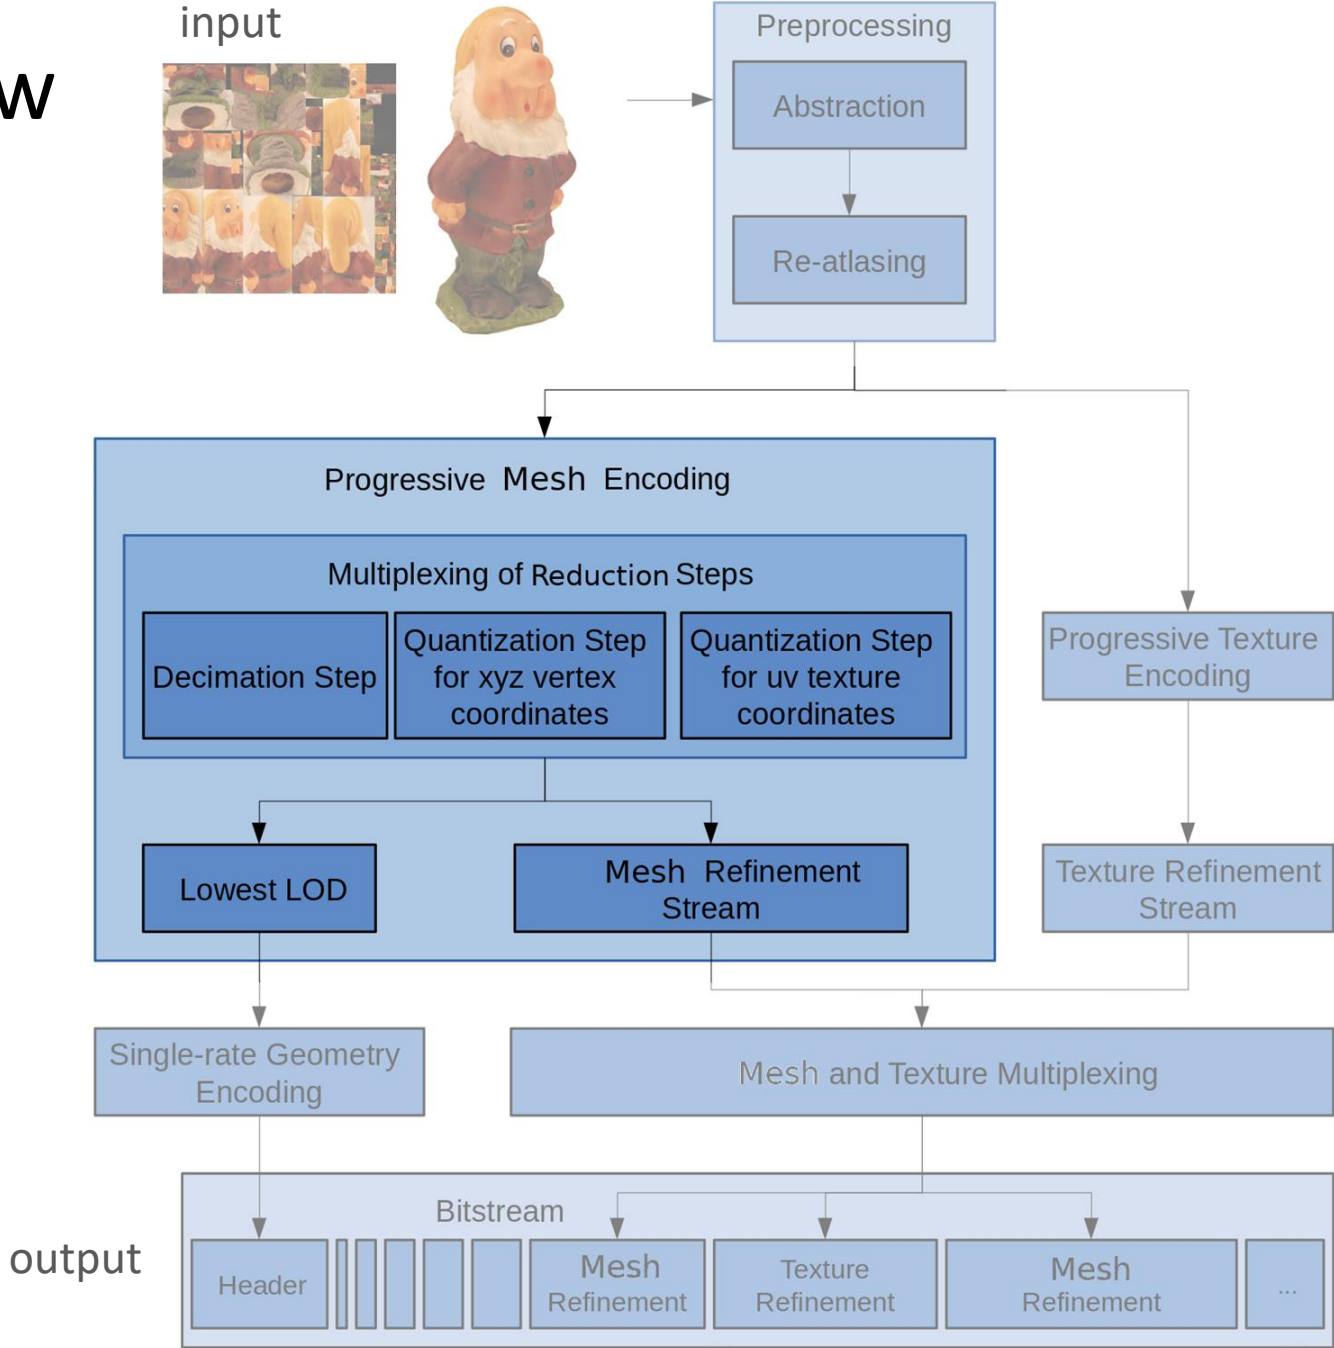 input
w
Preprocessing
Abstraction
Re-atlasing
Progressive Mesh Encoding
Multiplexing of Reduction Steps
Decimation Step
Quantization Step
for xyz vertex
coordinates
Quantization Step
for uv texture
coordinates
Progressive Texture
Encoding
Lowest LOD
Mesh Refinement
Stream
Texture Refinement
Stream
Single-rate Geometry
Encoding
Mesh and Texture Multiplexing
Bitstream
output
Header
Mesh
Refinement
Texture
Refinement
Mesh
Refinement
...